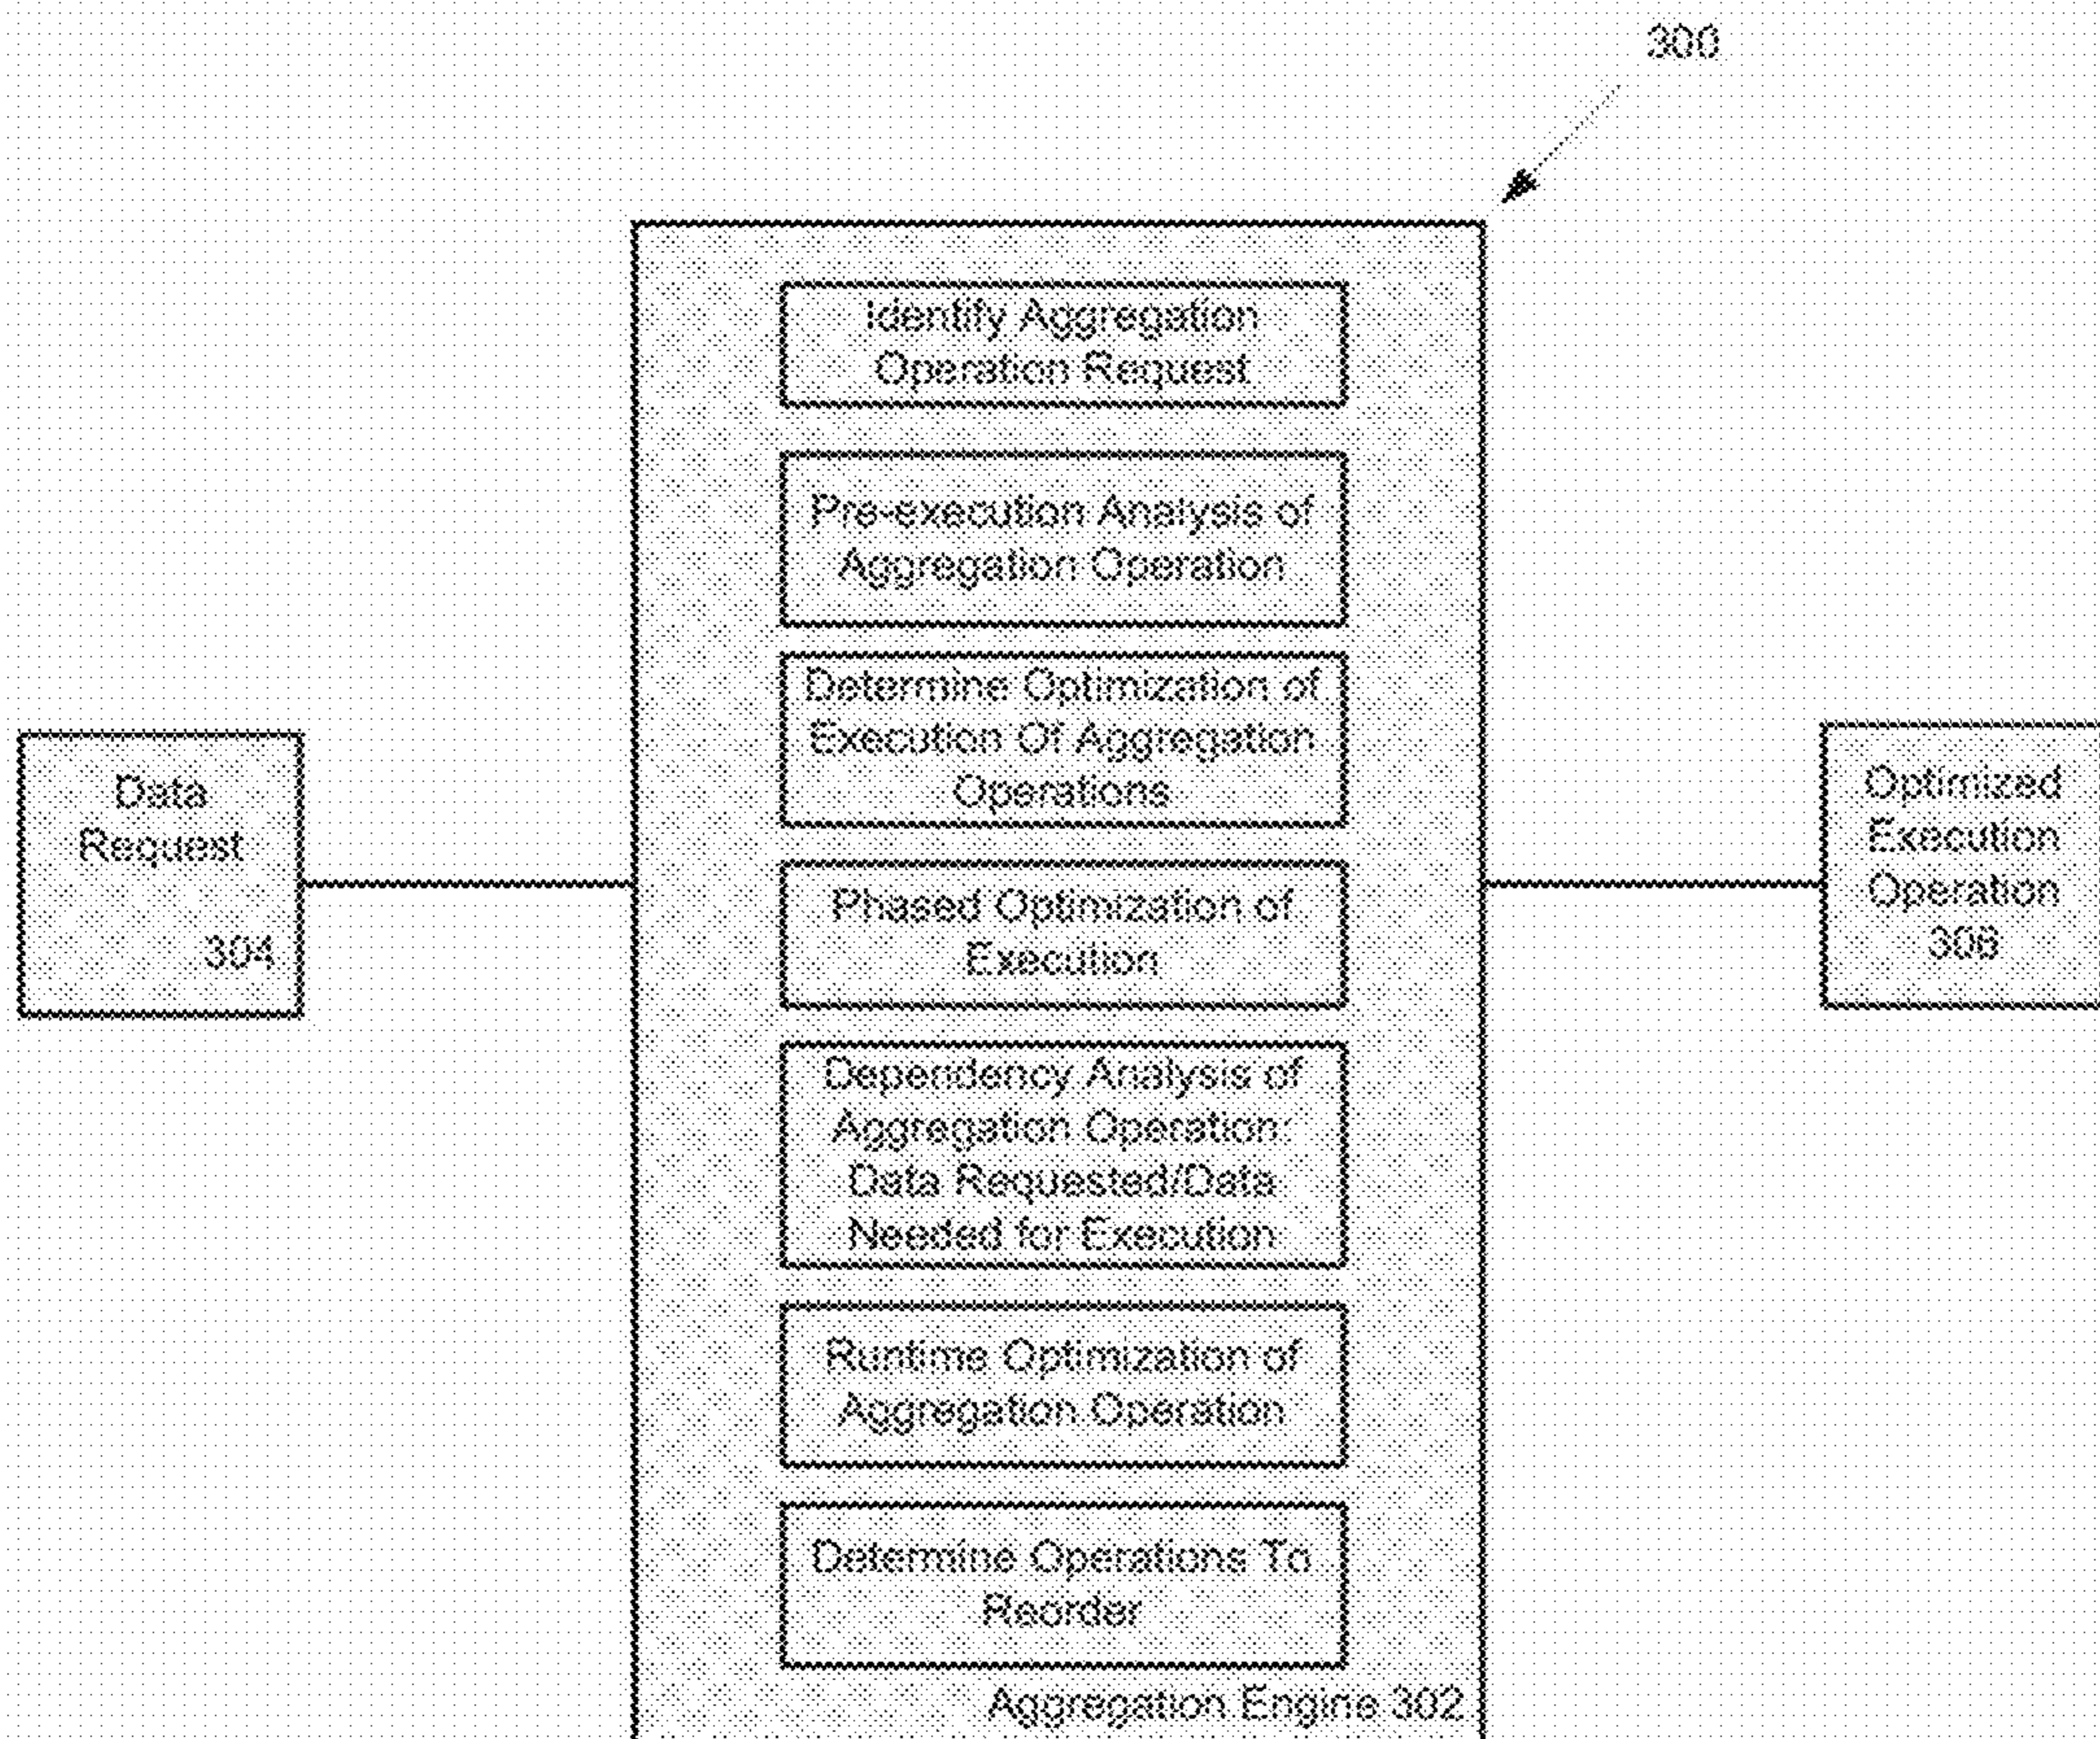 300
Identify Aggregation
Operation Request
Pre-execution Analysis of
Aggregation Operation
Determine Optimization of
Execution Of Aggregation
Operations
Data
Request
304
Phased Optimization of
Execution
Optimized
Execution
Operation
306
Dependency Analysis of
Aggregation Operation:
Data Requested/Data
Needed for Execution
Runtime Optimization of
Aggregation Operation
Determine Operations To
Reorder
Aggregation Engine 302